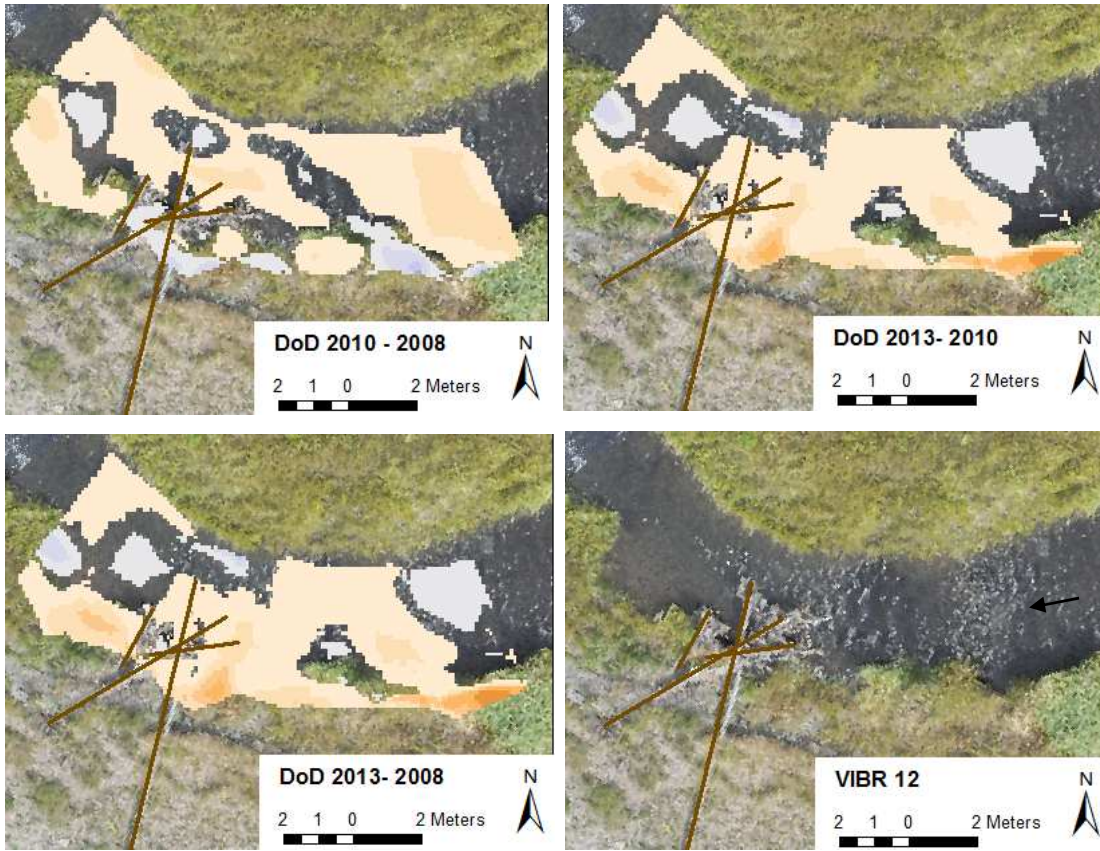 DoD 2010 - 2008
N
2 1 0 2 Meters
DoD 2013- 2010
N
2 1 0 2 Meters
DoD 2013- 2008
N
2 1 0 2 Meters
VIBR 12
N
2 1 0 2 Meters